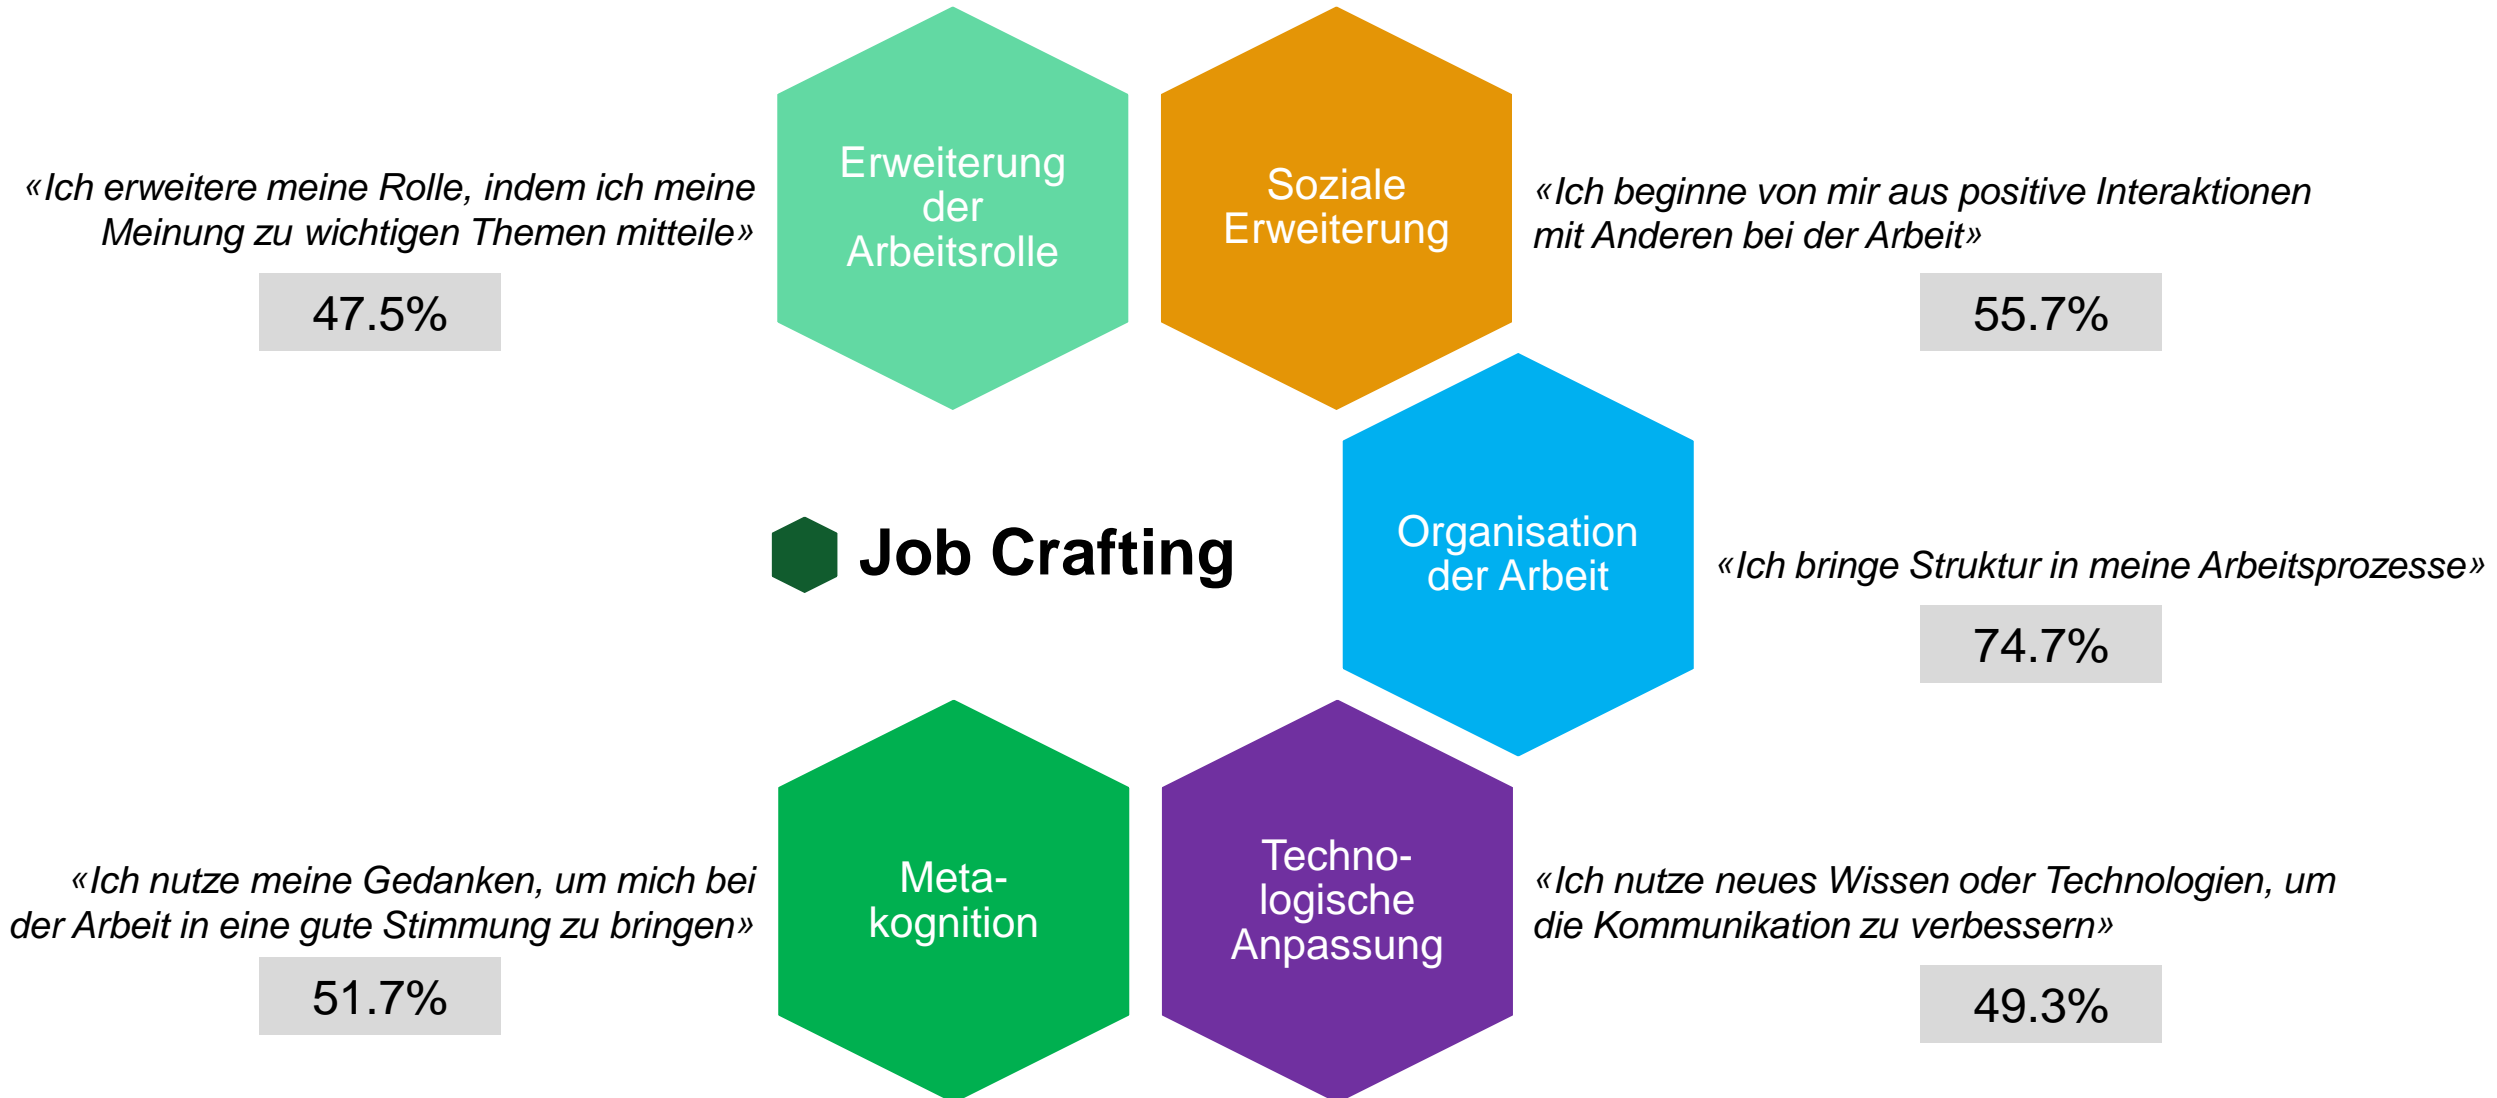 Erweiterung
der
Arbeitsrolle
«Ich erweitere meine Rolle, indem ich meine
Meinung zu wichtigen Themen mitteile»
47.5%
Soziale
Erweiterung
«Ich beginne von mir aus positive Interaktionen
mit Anderen bei der Arbeit»
55.7%
Job Crafting
Organisation
der Arbeit
«Ich bringe Struktur in meine Arbeitsprozesse»
74.7%
Meta-
kognition
«Ich nutze meine Gedanken, um mich bei
der Arbeit in eine gute Stimmung zu bringen»
51.7%
Techno-
logische
Anpassung
«Ich nutze neues Wissen oder Technologien, um
die Kommunikation zu verbessern»
49.3%